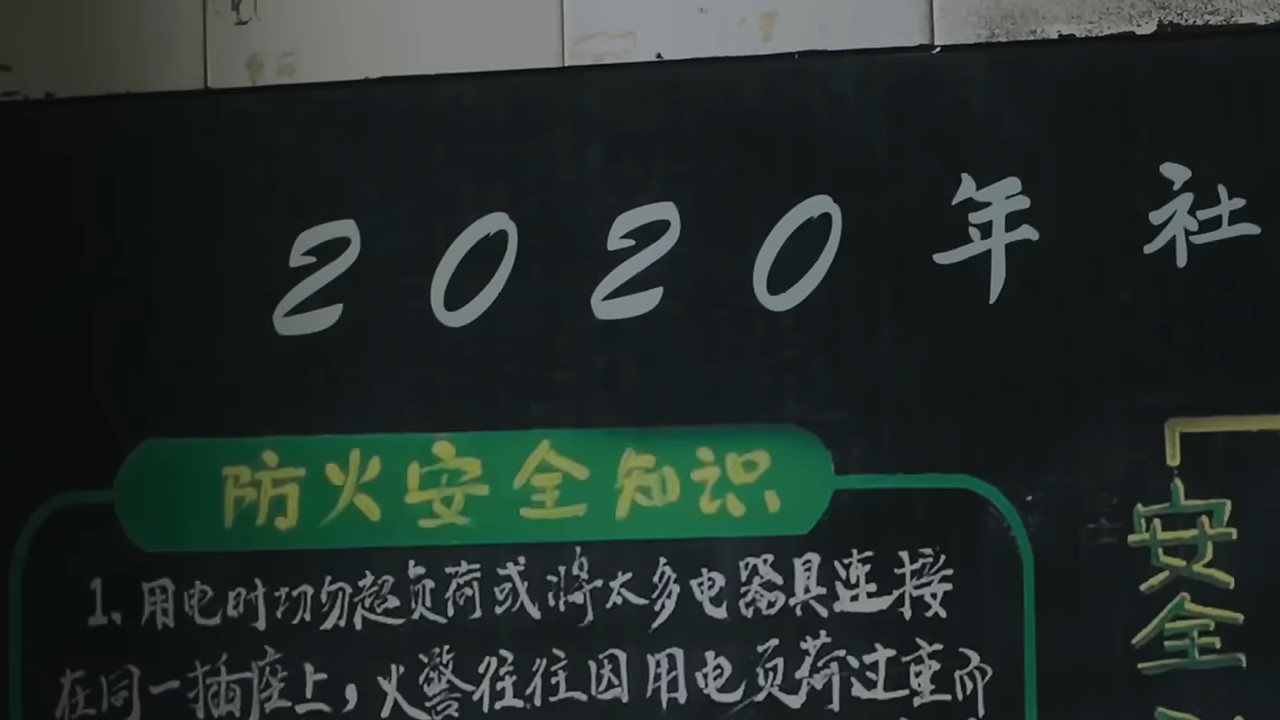 2020年社
防火安全知识
1、用电时切勿超负荷或将太多电器具连接
在同一插座上，火警往往因用电负荷过重而
安全